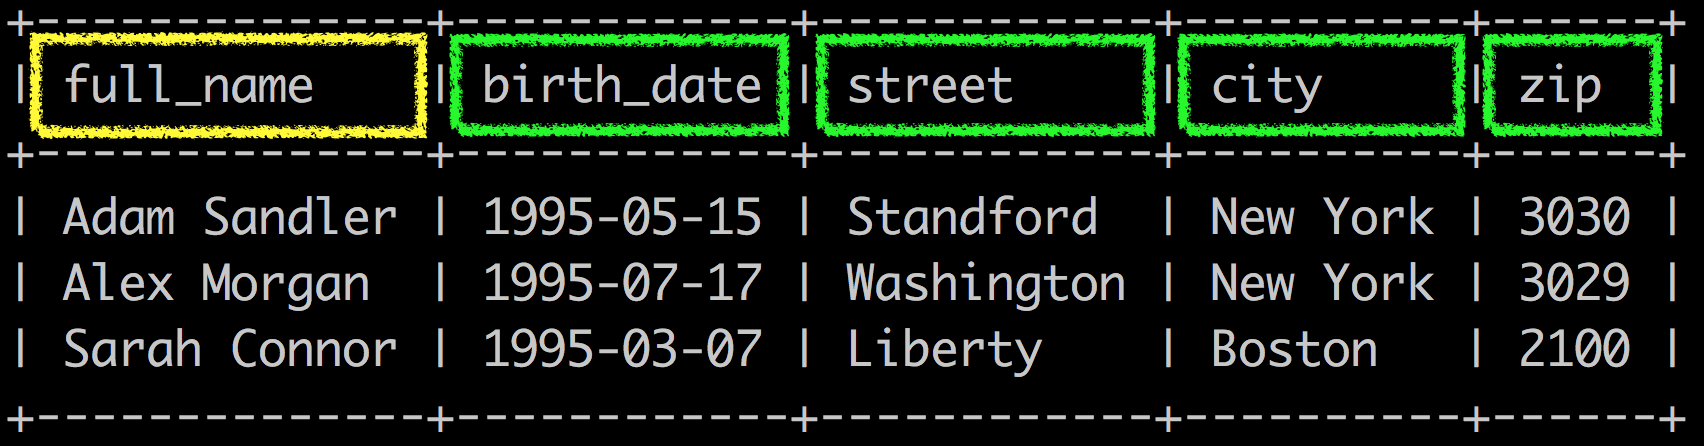 +--------------+------------+------------+----------+------+
| full_name | birth_date | street | city | zip |
+--------------+------------+------------+----------+------+
| Adam Sandler | 1995-05-15 | Standford | New York | 3030 |
| Alex Morgan | 1995-07-17 | Washington | New York | 3029 |
| Sarah Connor | 1995-03-07 | Liberty | Boston | 2100 |
+--------------+------------+------------+----------+------+